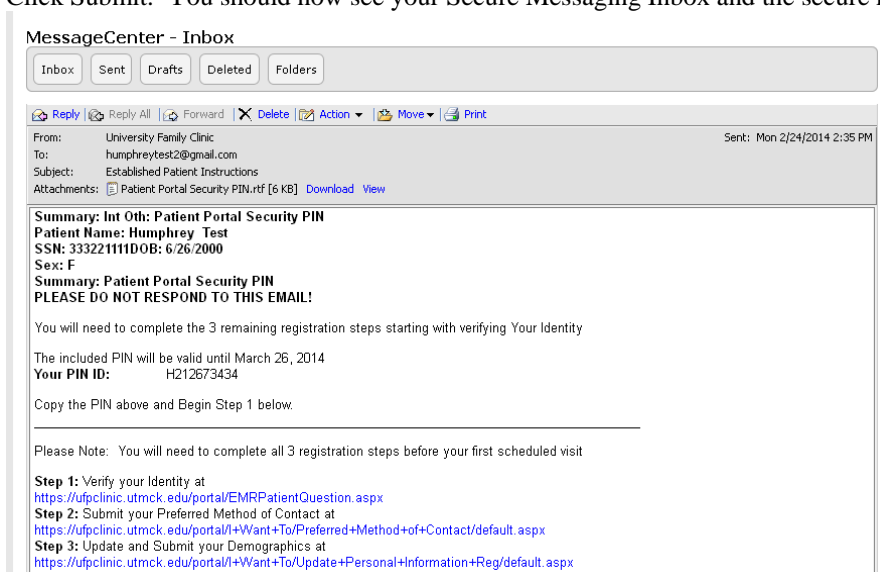 Click Submit. You should now see your Secure Messaging Inbox and the secure
MessageCenter - Inbox
Inbox Sent Drafts Deleted Folders
Reply Reply All Forward Delete Action Move Print
From: University Family Clinic Sent: Mon 2/24/2014 2:35 PM
To: humphreytest2@gmail.com
Subject: Established Patient Instructions
Attachments: Patient Portal Security PIN.rtf [6 KB] Download View
Summary: Int Oth: Patient Portal Security PIN
Patient Name: Humphrey Test
SSN: 333221111DOB: 6/26/2000
Sex: F
Summary: Patient Portal Security PIN
PLEASE DO NOT RESPOND TO THIS EMAIL!
You will need to complete the 3 remaining registration steps starting with verifying Your Identity
The included PIN will be valid until March 26, 2014
Your PIN ID: H212673434
Copy the PIN above and Begin Step 1 below.
Please Note: You will need to complete all 3 registration steps before your first scheduled visit
Step 1: Verify your Identity at
https://ufpclinic.utmck.edu/portal/EMRPatientQuestion.aspx
Step 2: Submit your Preferred Method of Contact at
https://ufpclinic.utmck.edu/portal/I+Want+To/Preferred+Method+of+Contact/default.aspx
Step 3: Update and Submit your Demographics at
https://ufpclinic.utmck.edu/portal/I+Want+To/Update+Personal+Information+Reg/default.aspx